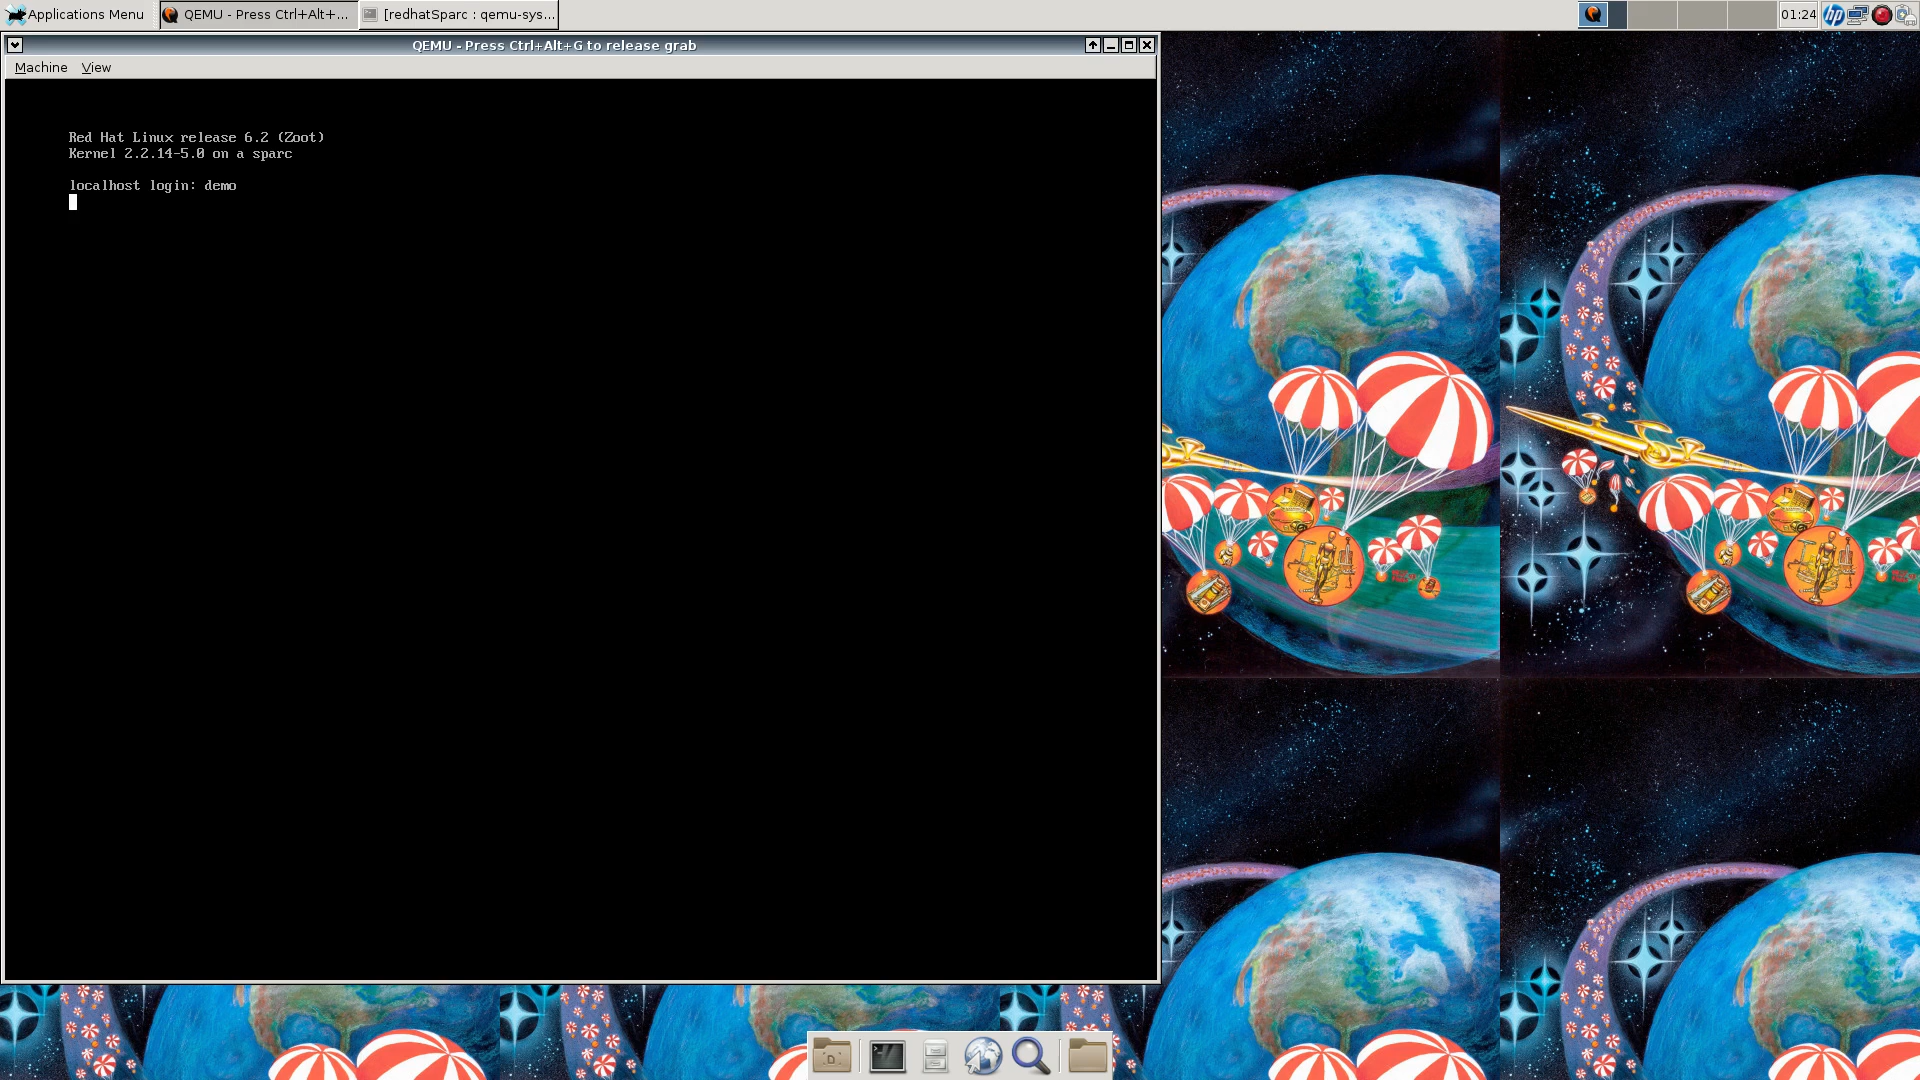 Applications Menu
QEMU - Press Ctrl+Alt+...
[redhatSparc : qemu-sys...
01:24
hp
QEMU - Press Ctrl+Alt+G to release grab
Machine View
Red Hat Linux release 6.2 (Zoot)
Kernel 2.2.14-5.0 on a sparc
localhost login: demo